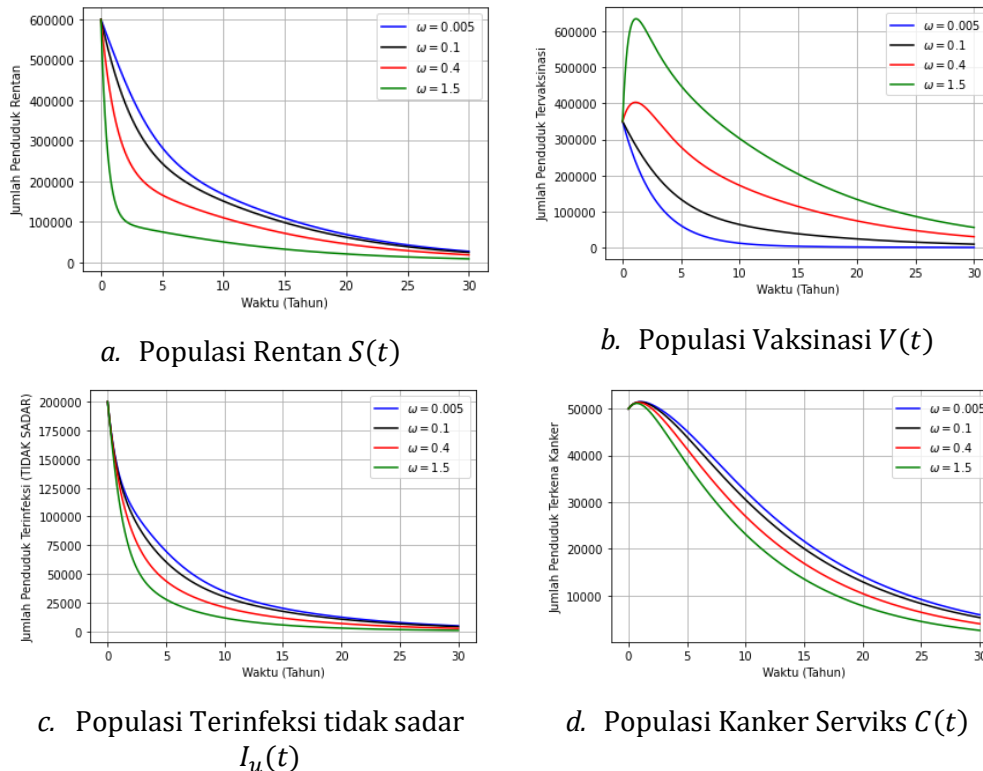 600000
500000
400000
300000
200000
100000
0
Jumlah Penduduk Rentan
ω = 0.005
ω = 0.1
ω = 0.4
ω = 1.5
0 5 10 15 20 25 30
Waktu (Tahun)
a. Populasi Rentan S(t)
600000
500000
400000
300000
200000
100000
0
Jumlah Penduduk Tervaksinasi
ω = 0.005
ω = 0.1
ω = 0.4
ω = 1.5
0 5 10 15 20 25 30
Waktu (Tahun)
b. Populasi Vaksinasi V(t)
200000
175000
150000
125000
100000
75000
50000
25000
0
Jumlah Penduduk Terinfeksi (TIDAK SADAR)
ω = 0.005
ω = 0.1
ω = 0.4
ω = 1.5
0 5 10 15 20 25 30
Waktu (Tahun)
c. Populasi Terinfeksi tidak sadar
I_u(t)
50000
40000
30000
20000
10000
Jumlah Penduduk Terkena Kanker
ω = 0.005
ω = 0.1
ω = 0.4
ω = 1.5
0 5 10 15 20 25 30
Waktu (Tahun)
d. Populasi Kanker Serviks C(t)